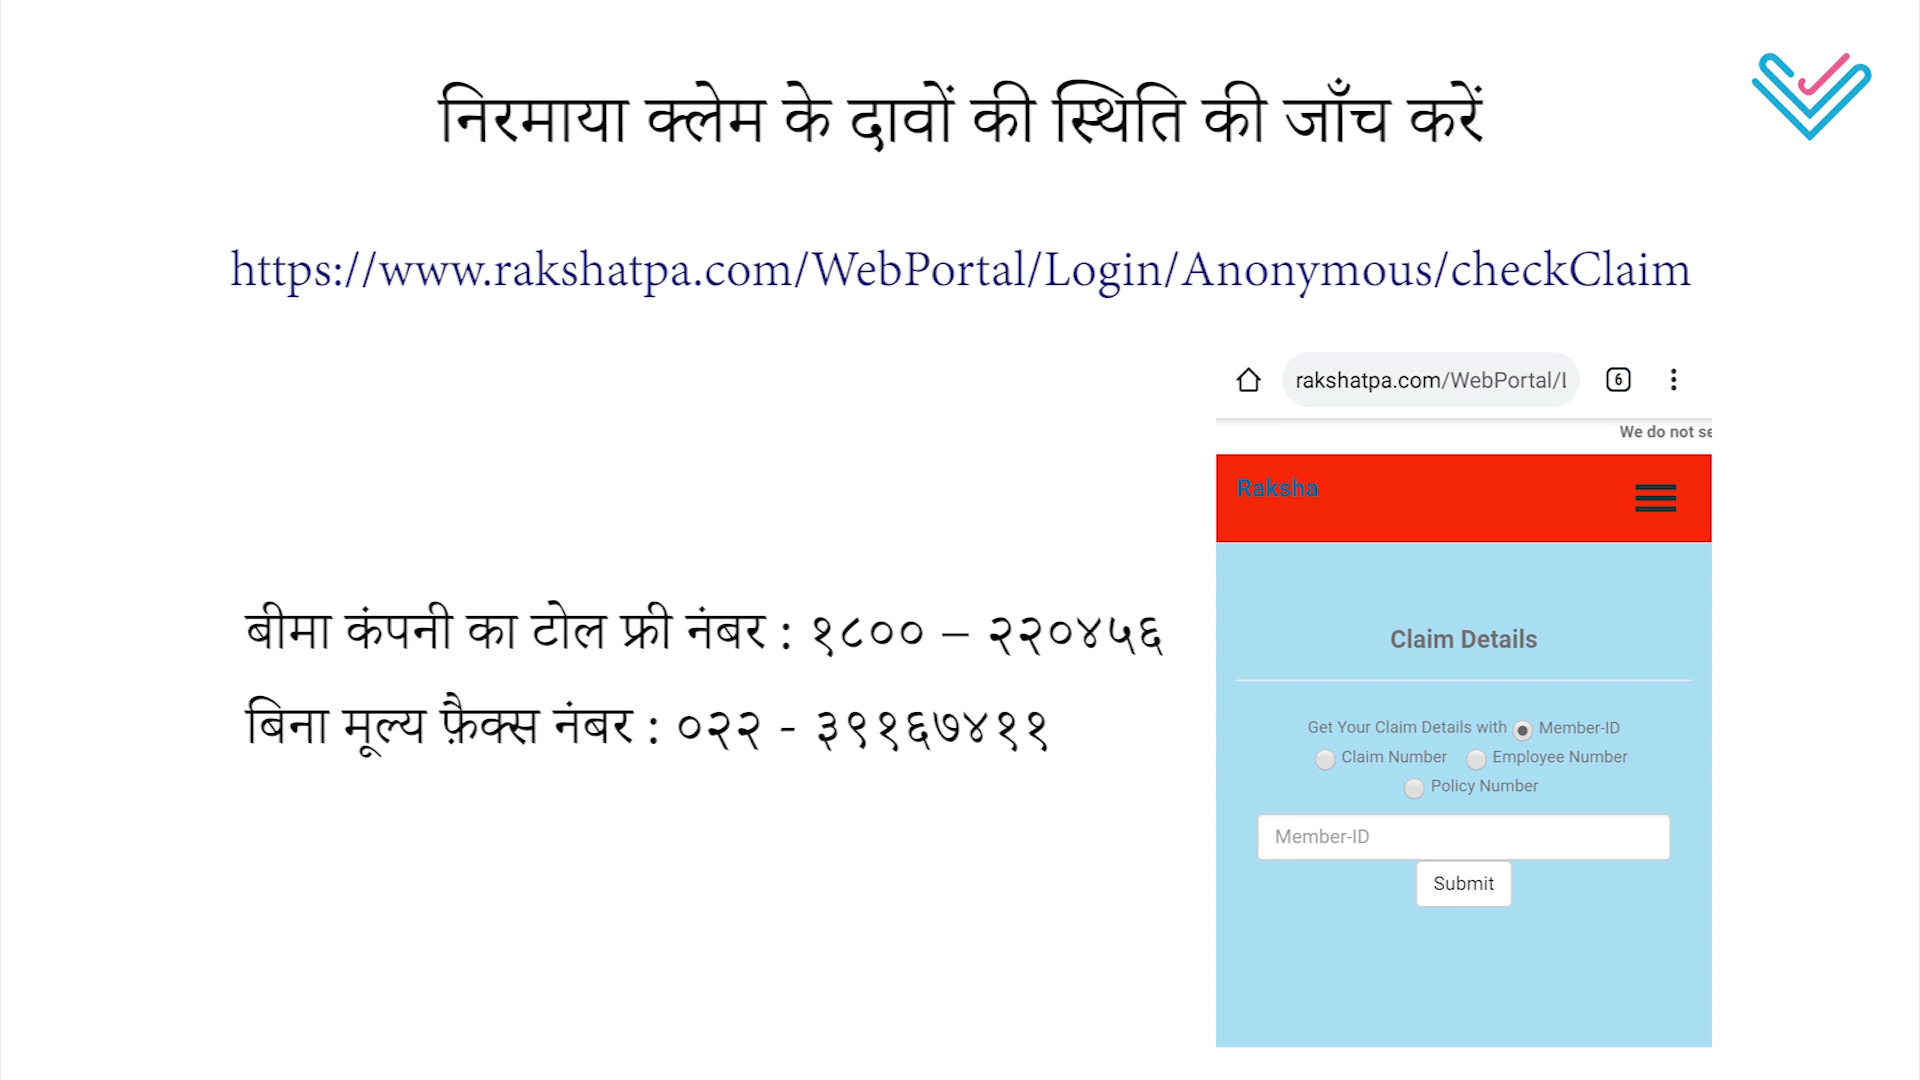 निरमाया क्लेम के दावों की स्थिति की जाँच करें
https://www.rakshatpa.com/WebPortal/Login/Anonymous/checkClaim
बीमा कंपनी का टोल फ्री नंबर : १८०० – २२०४५६
बिना मूल्य फ़ैक्स नंबर : ०२२ - ३९१६७४११
rakshatpa.com/WebPortal/L
6
We do not se
Raksha
Claim Details
Get Your Claim Details with Member-ID
Claim Number Employee Number
Policy Number
Member-ID
Submit